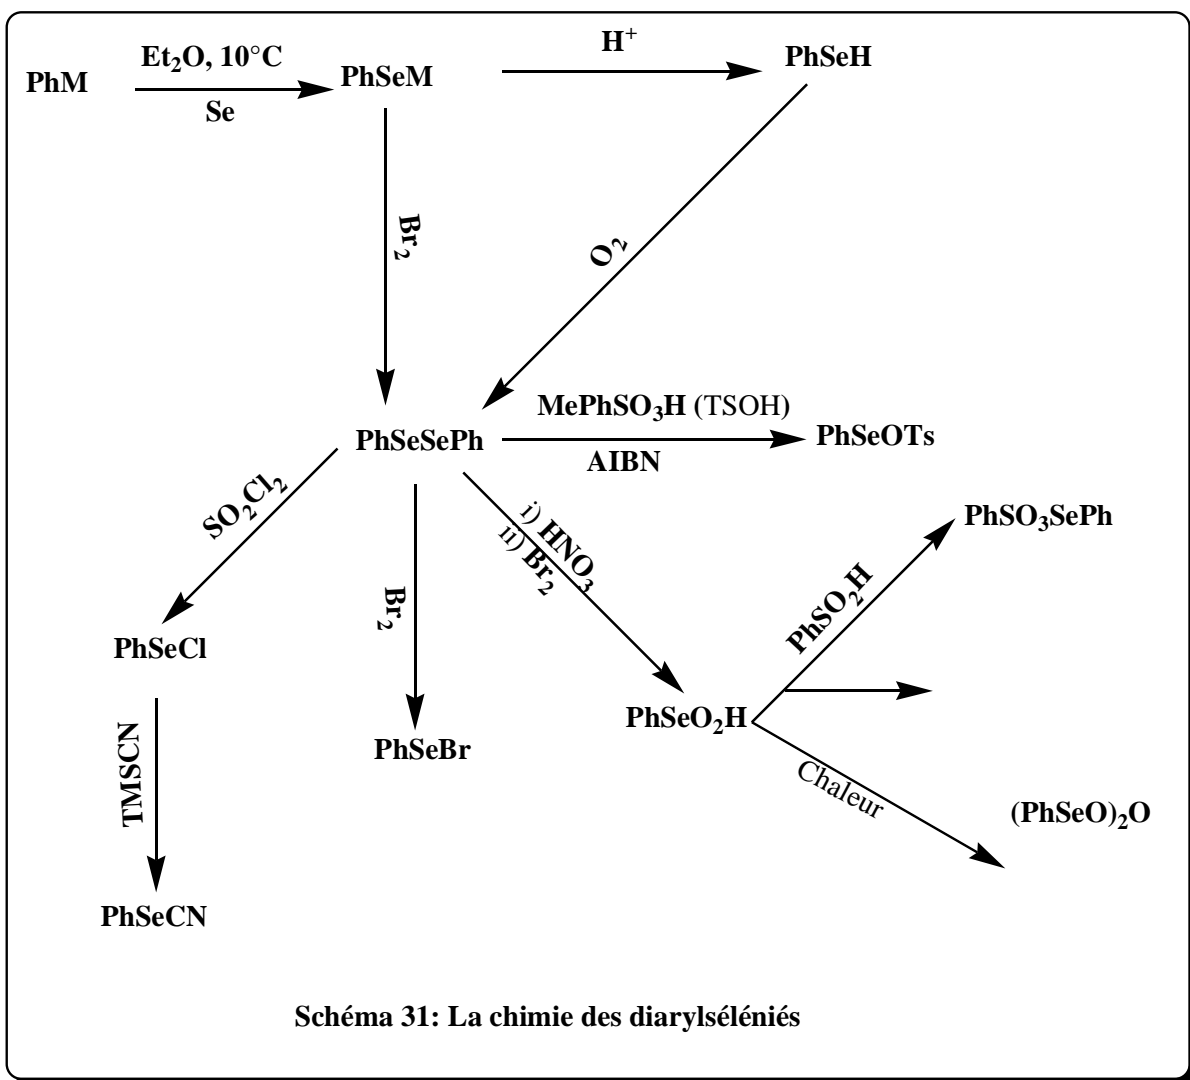 H⁺
PhSeH
Et₂O, 10°C
PhM
PhSeM
Se
Br₂
O₂
MePhSO₃H (TSOH)
PhSeSePh
PhSeOTs
AIBN
SO₂Cl₂
i) HNO₃
ii) Br₂
PhSO₃SePh
Br₂
PhSO₂H
PhSeCl
PhSeO₂H
PhSeBr
TMSCN
Chaleur
(PhSeO)₂O
PhSeCN
Schéma 31: La chimie des diarylséléniés